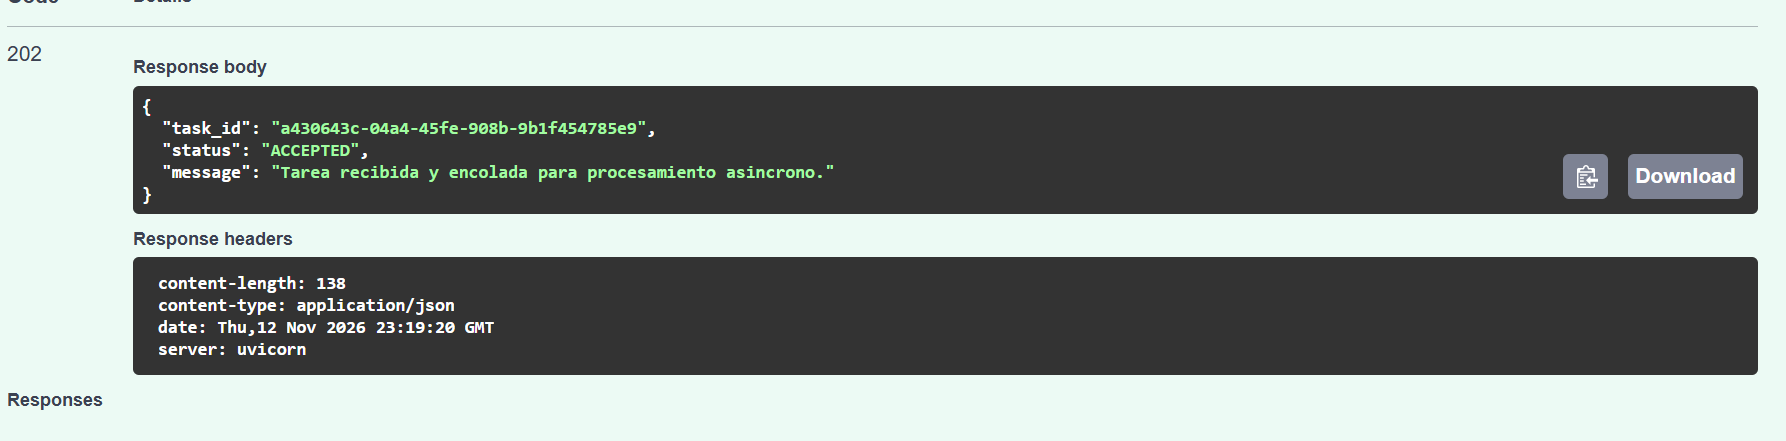 Code Details
202
Response body
{
"task_id": "a430643c-04a4-45fe-908b-9b1f454785e9",
"status": "ACCEPTED",
"message": "Tarea recibida y encolada para procesamiento asincrono."
}
Download
Response headers
content-length: 138
content-type: application/json
date: Thu,12 Nov 2026 23:19:20 GMT
server: uvicorn
Responses